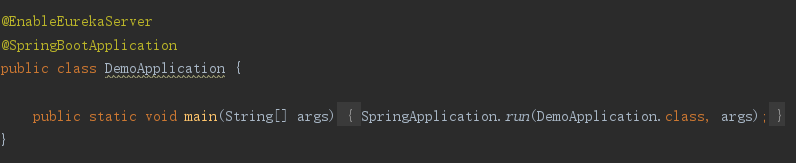 @EnableEurekaServer
@SpringBootApplication
public class DemoApplication {
public static void main(String[] args) { SpringApplication.run(DemoApplication.class, args); }
}